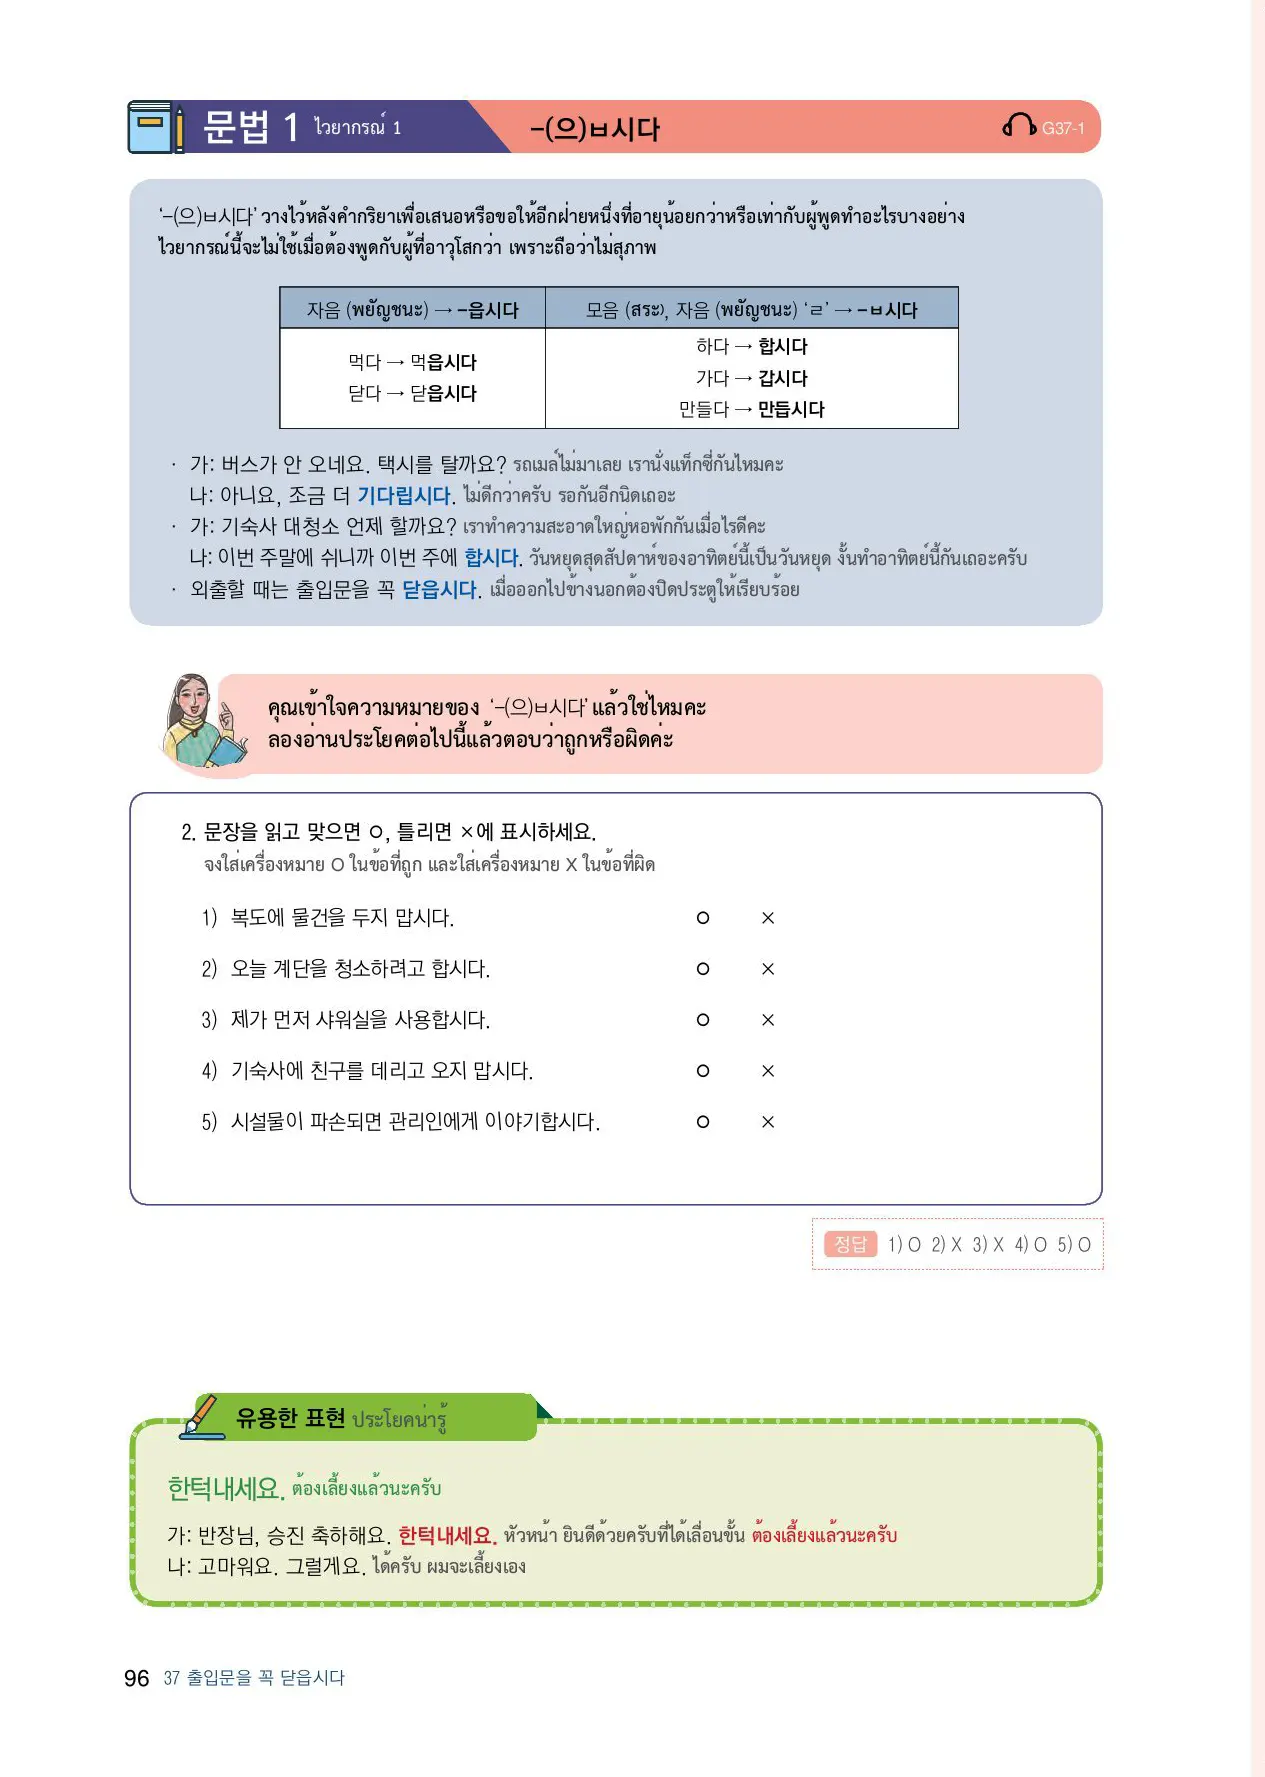 문법 1 ไวยากรณ์ 1 -(으)ㅂ시다 G37-1
‘-(으)ㅂ시다’ วางไว้หลังคำกริยาเพื่อเสนอหรือขอให้อีกฝ่ายหนึ่งที่อายุน้อยกว่าหรือเท่ากับผู้พูดทำอะไรบางอย่าง
ไวยากรณ์นี้จะไม่ใช้เมื่อต้องพูดกับผู้ที่อาวุโสกว่า เพราะถือว่าไม่สุภาพ
자음 (พยัญชนะ) → -읍시다 모음 (สระ), 자음 (พยัญชนะ) ‘ㄹ’ → -ㅂ시다
먹다 → 먹읍시다
닫다 → 닫읍시다
하다 → 합시다
가다 → 갑시다
만들다 → 만듭시다
· 가: 버스가 안 오네요. 택시를 탈까요? รถเมล์ไม่มาเลย เรานั่งแท็กซี่กันไหมคะ
나: 아니요, 조금 더 기다립시다. ไม่ดีกว่าครับ รอกันอีกนิดเถอะ
· 가: 기숙사 대청소 언제 할까요? เราทำความสะอาดใหญ่หอพักกันเมื่อไรดีคะ
나: 이번 주말에 쉬니까 이번 주에 합시다. วันหยุดสุดสัปดาห์ของอาทิตย์นี้เป็นวันหยุด งั้นทำอาทิตย์นี้กันเถอะครับ
· 외출할 때는 출입문을 꼭 닫읍시다. เมื่อออกไปข้างนอกต้องปิดประตูให้เรียบร้อย
คุณเข้าใจความหมายของ ‘-(으)ㅂ시다’ แล้วใช่ไหมคะ
ลองอ่านประโยคต่อไปนี้แล้วตอบว่าถูกหรือผิดค่ะ
2. 문장을 읽고 맞으면 ㅇ, 틀리면 ×에 표시하세요.
จงใส่เครื่องหมาย O ในข้อที่ถูก และใส่เครื่องหมาย X ในข้อที่ผิด
1) 복도에 물건을 두지 맙시다. ㅇ ×
2) 오늘 계단을 청소하려고 합시다. ㅇ ×
3) 제가 먼저 샤워실을 사용합시다. ㅇ ×
4) 기숙사에 친구를 데리고 오지 맙시다. ㅇ ×
5) 시설물이 파손되면 관리인에게 이야기합시다. ㅇ ×
정답 1) O 2) X 3) X 4) O 5) O
유용한 표현 ประโยคน่ารู้
한턱내세요. ต้องเลี้ยงแล้วนะครับ
가: 반장님, 승진 축하해요. 한턱내세요. หัวหน้า ยินดีด้วยครับที่ได้เลื่อนขั้น ต้องเลี้ยงแล้วนะครับ
나: 고마워요. 그럴게요. ได้ครับ ผมจะเลี้ยงเอง
96 37 출입문을 꼭 닫읍시다